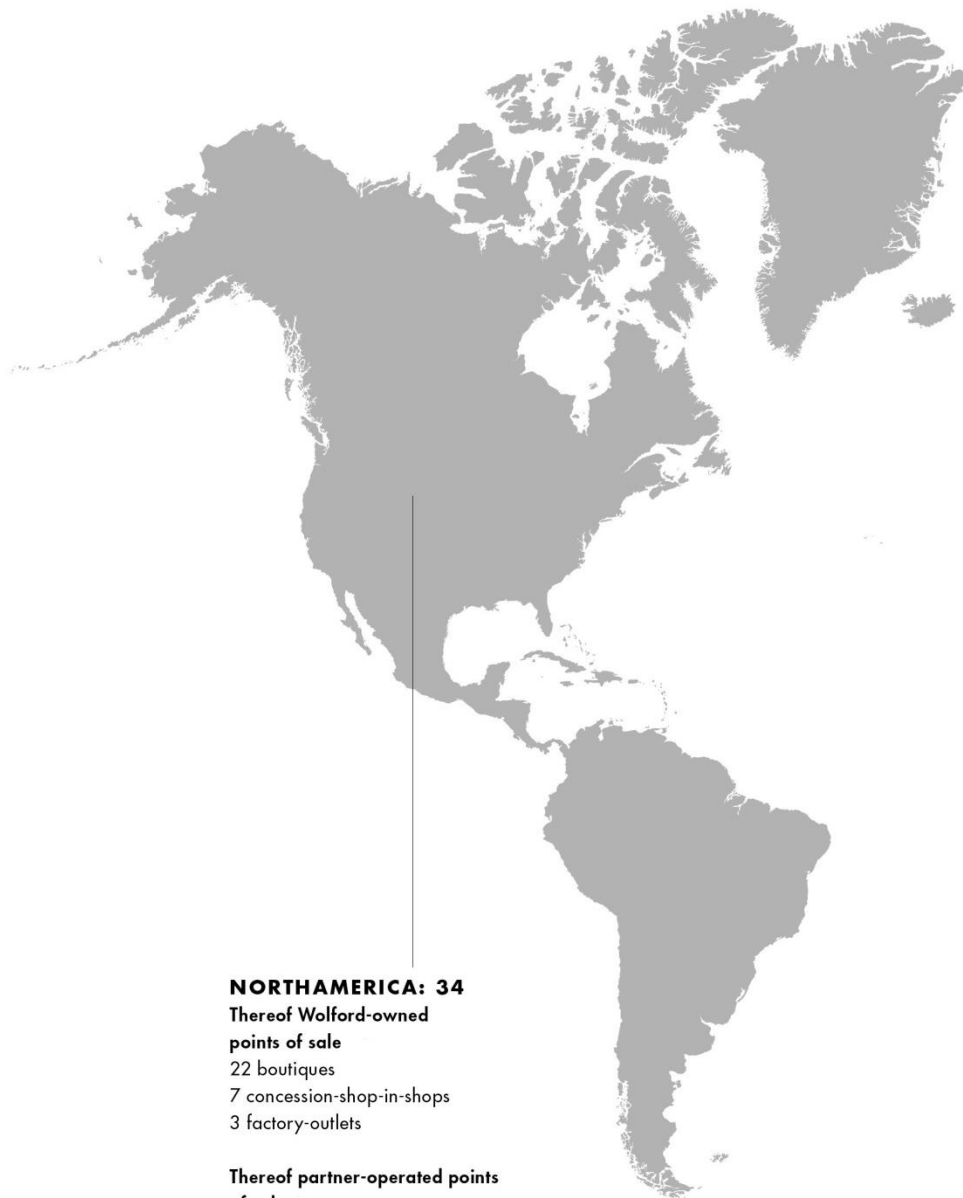 NORTHAMERICA: 34
Thereof Wolford-owned
points of sale
22 boutiques
7 concession-shop-in-shops
3 factory-outlets
Thereof partner-operated points